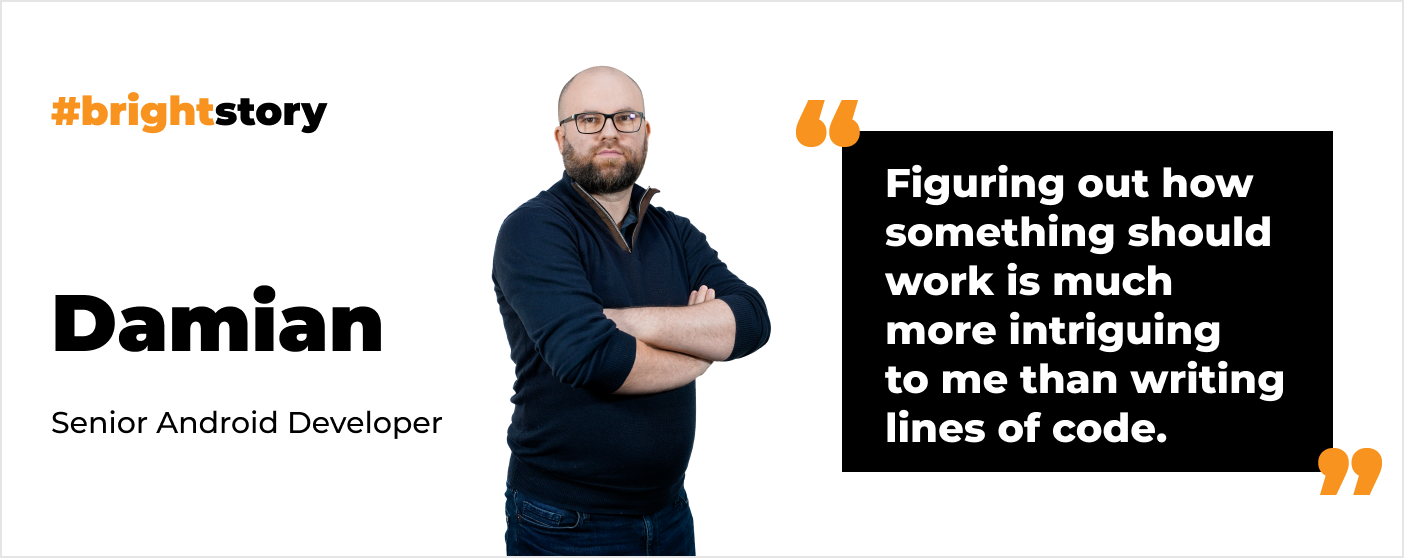 #brightstory
Damian
Senior Android Developer
“
Figuring out how
something should
work is much
more intriguing
to me than writing
lines of code.
”